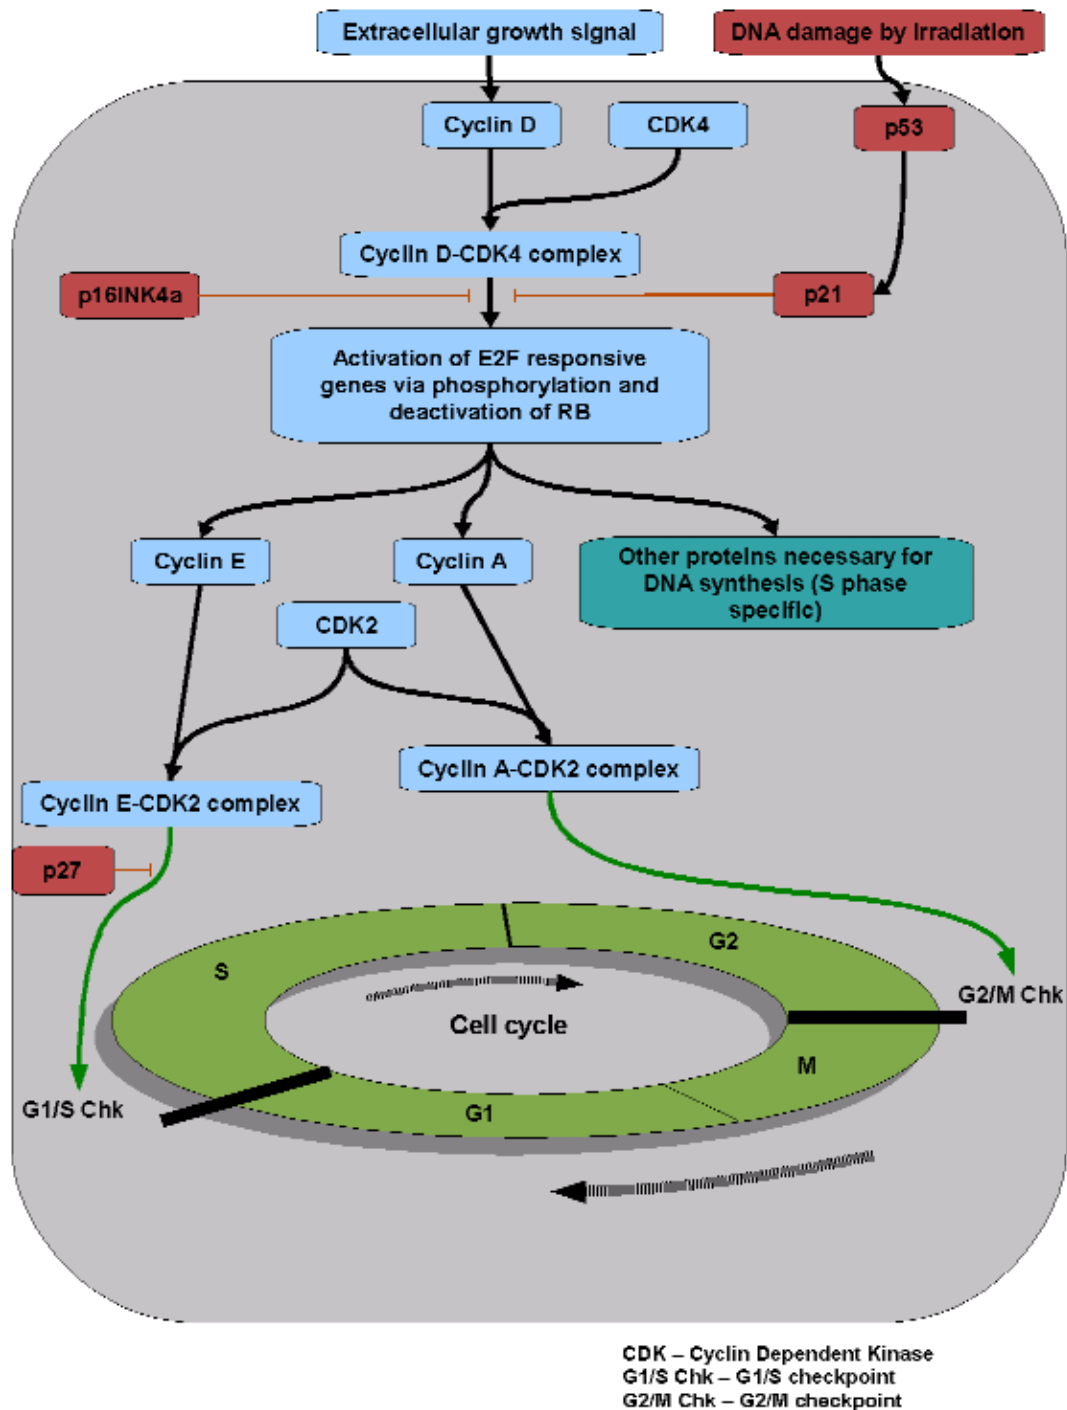 Extracellular growth signal
DNA damage by irradiation
Cyclin D
CDK4
p53
Cyclin D-CDK4 complex
p16INK4a
p21
Activation of E2F responsive
genes via phosphorylation and
deactivation of RB
Cyclin E
Cyclin A
Other proteins necessary for
DNA synthesis (S phase
specific)
CDK2
Cyclin A-CDK2 complex
Cyclin E-CDK2 complex
p27
S
G2
G2/M Chk
Cell cycle
M
G1/S Chk
G1
CDK – Cyclin Dependent Kinase
G1/S Chk – G1/S checkpoint
G2/M Chk – G2/M checkpoint